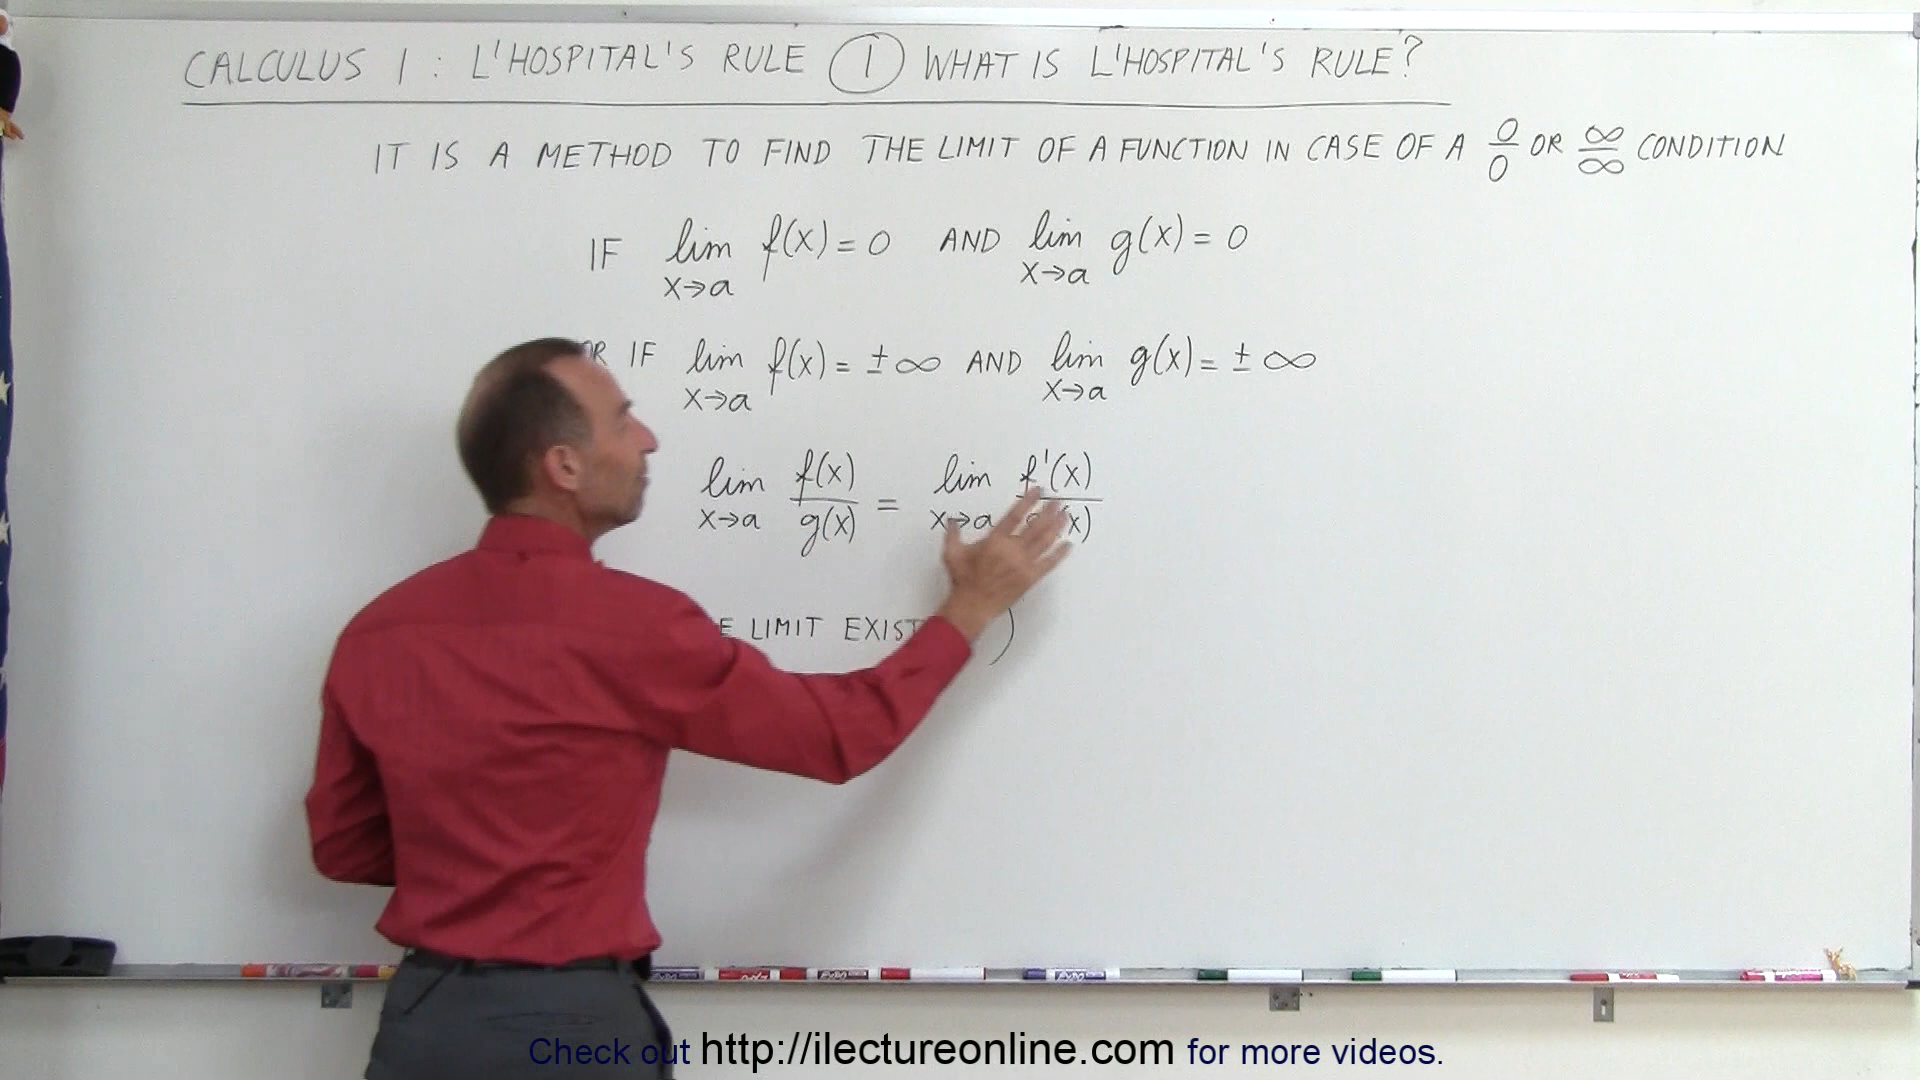 CALCULUS 1 : L'HOSPITAL'S RULE ① WHAT IS L'HOSPITAL'S RULE?
IT IS A METHOD TO FIND THE LIMIT OF A FUNCTION IN CASE OF A 0/0 OR ∞/∞ CONDITION
IF lim x→a f(x) = 0 AND lim x→a g(x) = 0
OR IF lim x→a f(x) = ± ∞ AND lim x→a g(x) = ± ∞
lim x→a f(x)/g(x) = lim x→a f'(x)/g'(x)
LIMIT EXIST )
Check out http://ilectureonline.com for more videos.